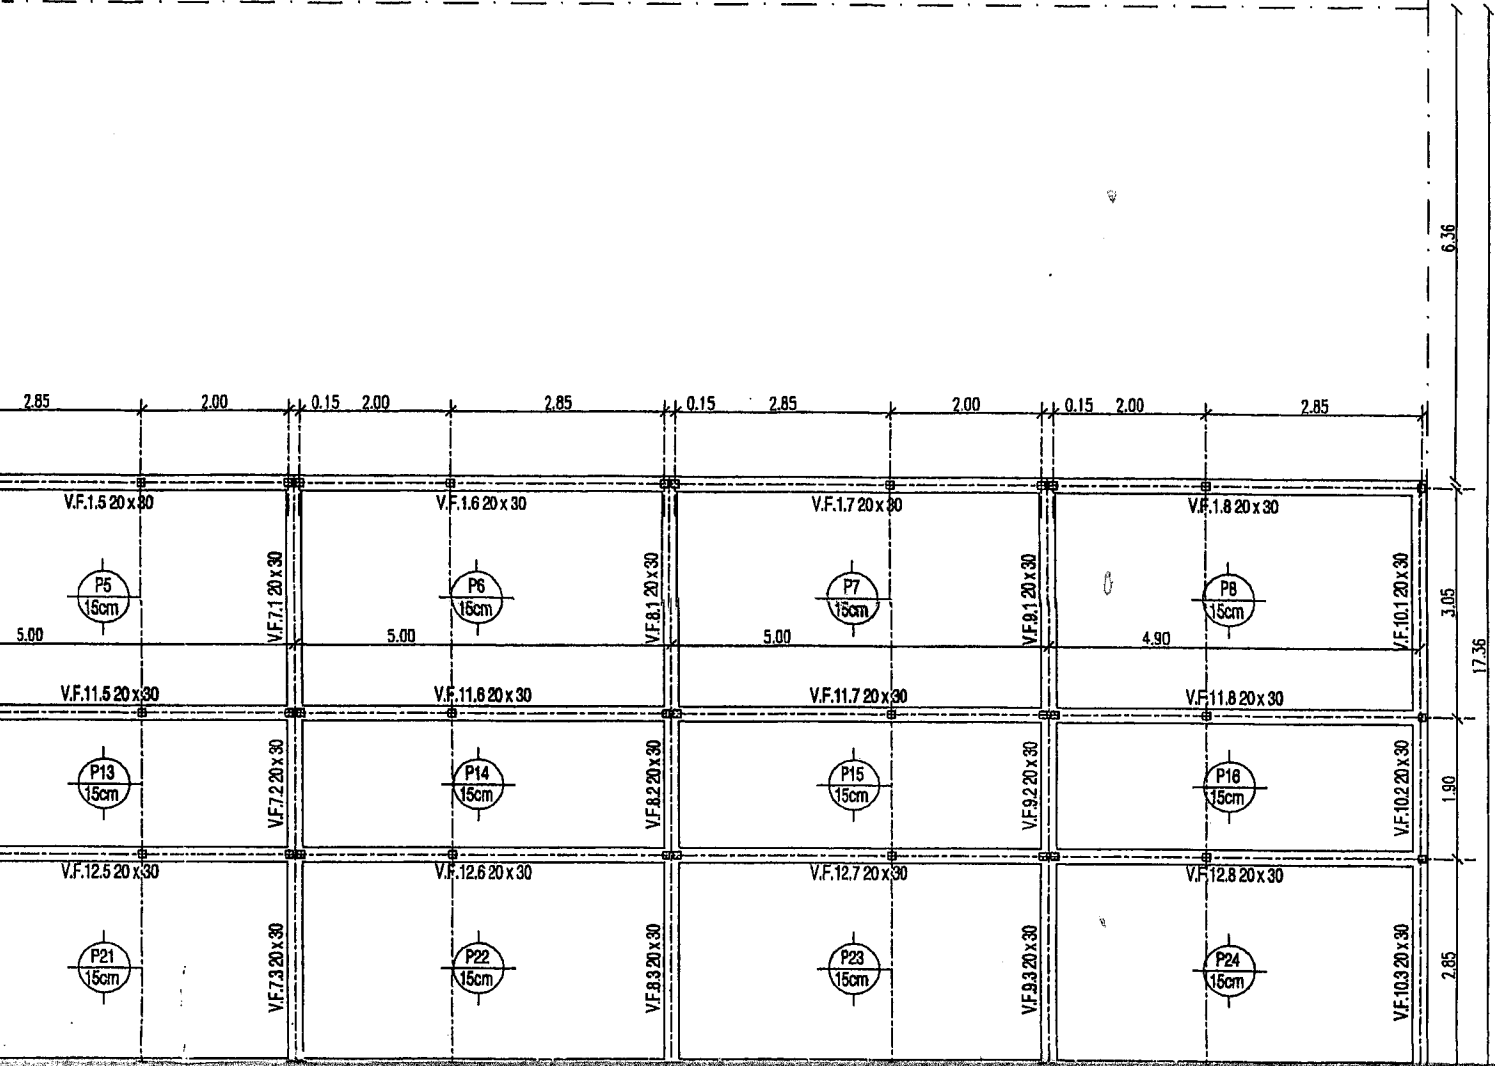 6.36
2.85 2.00 0.15 2.00 2.85 0.15 2.85 2.00 0.15 2.00 2.85
V.F.1.5 20 x 30 V.F.1.6 20 x 30 V.F.1.7 20 x 30 V.F.1.8 20 x 30
P5
15cm
V.F.7.1 20 x 30
P6
15cm
V.F.8.1 20 x 30
P7
15cm
V.F.9.1 20 x 30
P8
15cm
V.F.10.1 20 x 30
3.05
17.36
5.00 5.00 5.00 4.90
V.F.11.5 20 x 30 V.F.11.6 20 x 30 V.F.11.7 20 x 30 V.F.11.8 20 x 30
P13
15cm
V.F.7.2 20 x 30
P14
15cm
V.F.8.2 20 x 30
P15
15cm
V.F.9.2 20 x 30
P16
15cm
V.F.10.2 20 x 30
1.90
V.F.12.5 20 x 30 V.F.12.6 20 x 30 V.F.12.7 20 x 30 V.F.12.8 20 x 30
P21
15cm
V.F.7.3 20 x 30
P22
15cm
V.F.8.3 20 x 30
P23
15cm
V.F.9.3 20 x 30
P24
15cm
V.F.10.3 20 x 30
2.85